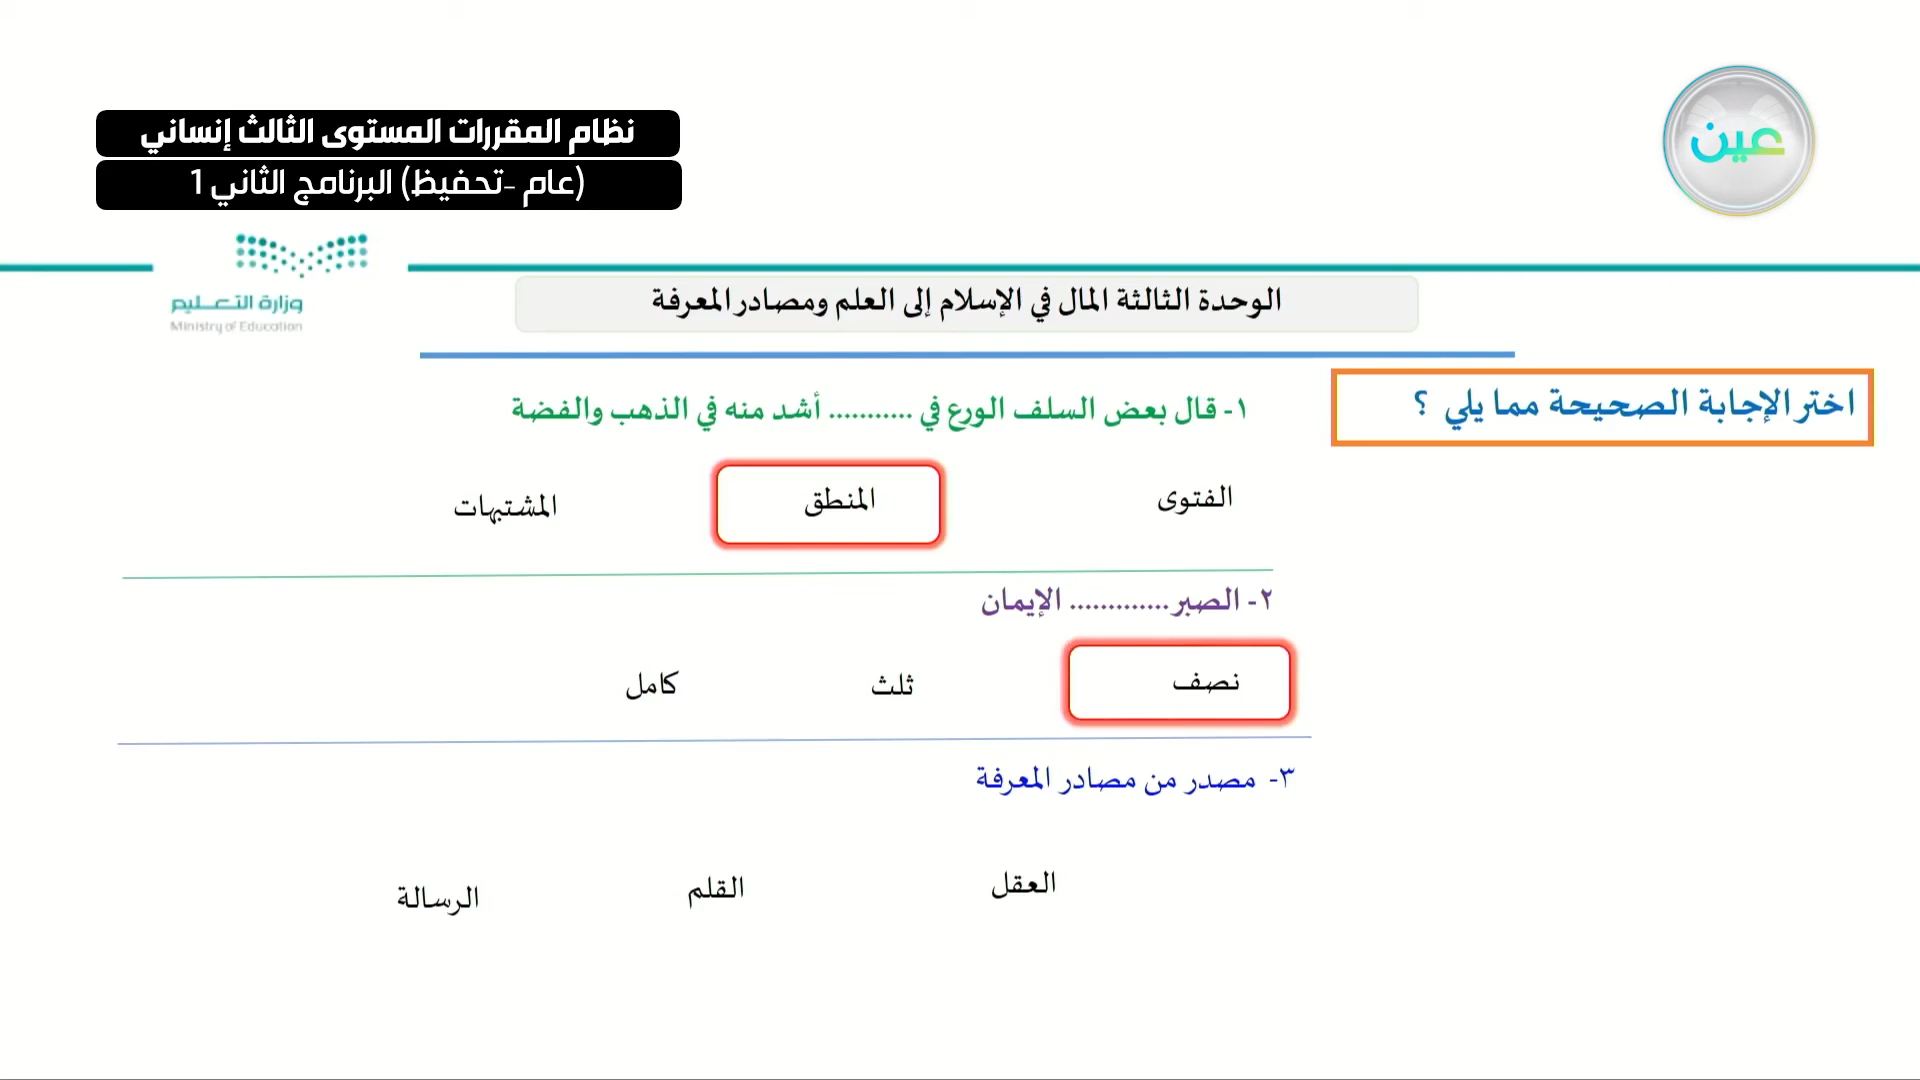 نظام المقررات المستوى الثالث إنساني
(عام -تحفيظ) البرنامج الثاني 1
عين
وزارة التعليم
Ministry of Education
الوحدة الثالثة المال في الإسلام إلى العلم ومصادر المعرفة
اختر الإجابة الصحيحة مما يلي ؟
١- قال بعض السلف الورع في ........... أشد منه في الذهب والفضة
الفتوى المنطق المشتبهات
٢- الصبر............. الإيمان
نصف ثلث كامل
٣- مصدر من مصادر المعرفة
العقل القلم الرسالة